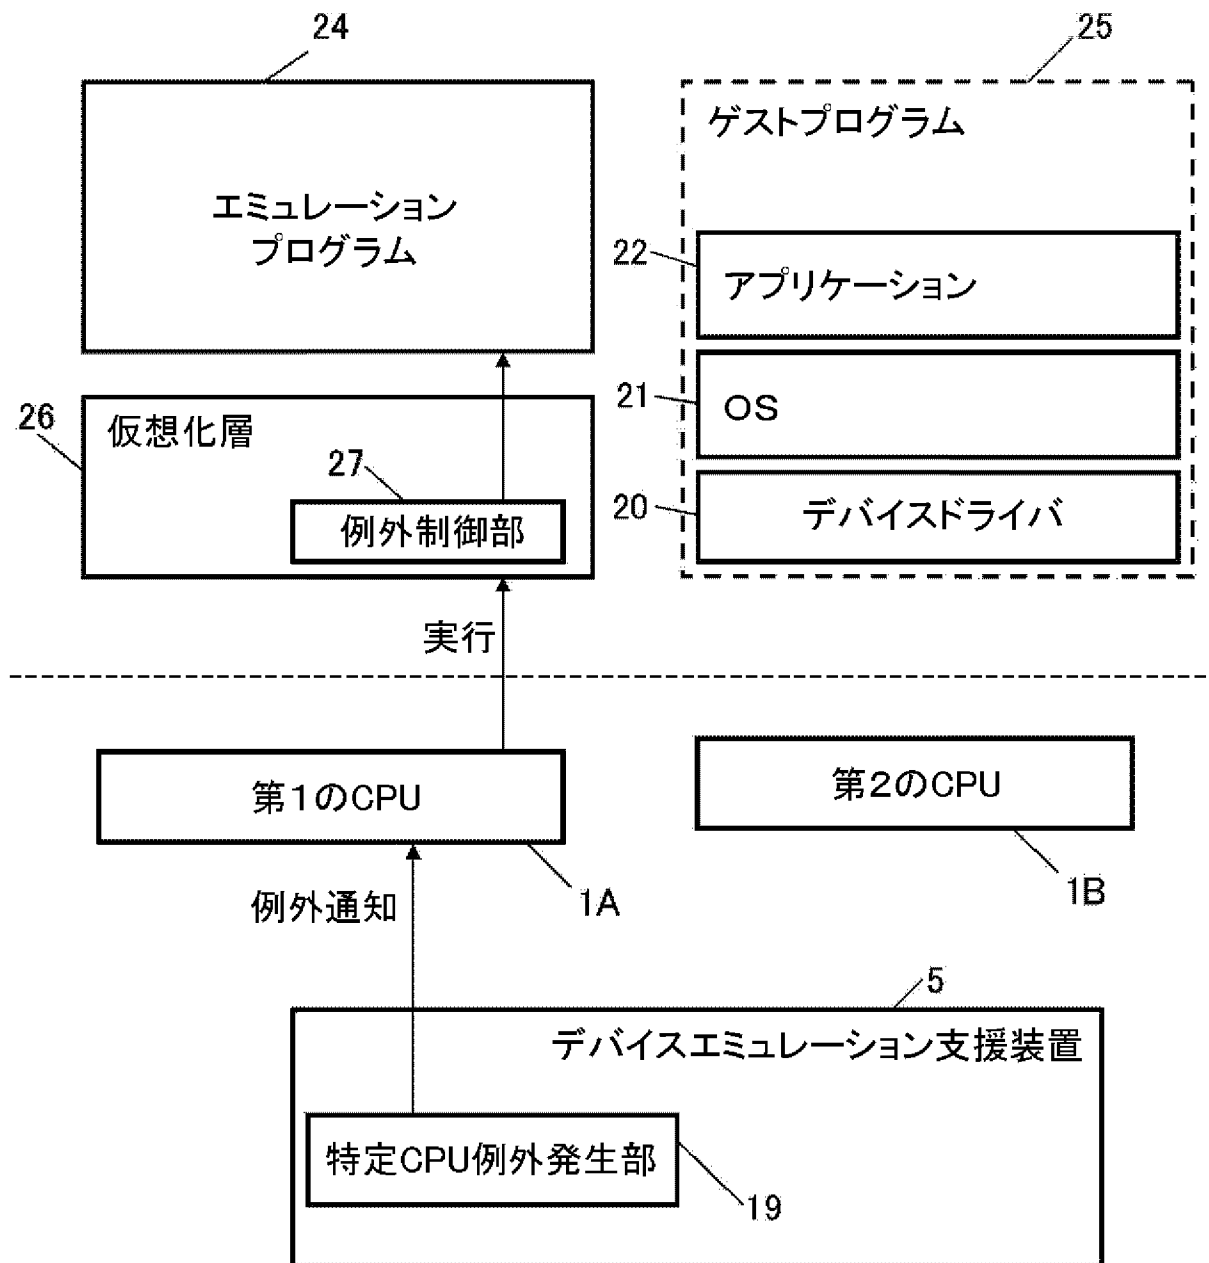 24
25
エミュレーション
プログラム
ゲストプログラム
22
アプリケーション
21
OS
20
デバイスドライバ
26
仮想化層
27
例外制御部
実行
第1のCPU
1A
第2のCPU
1B
例外通知
5
デバイスエミュレーション支援装置
特定CPU例外発生部
19